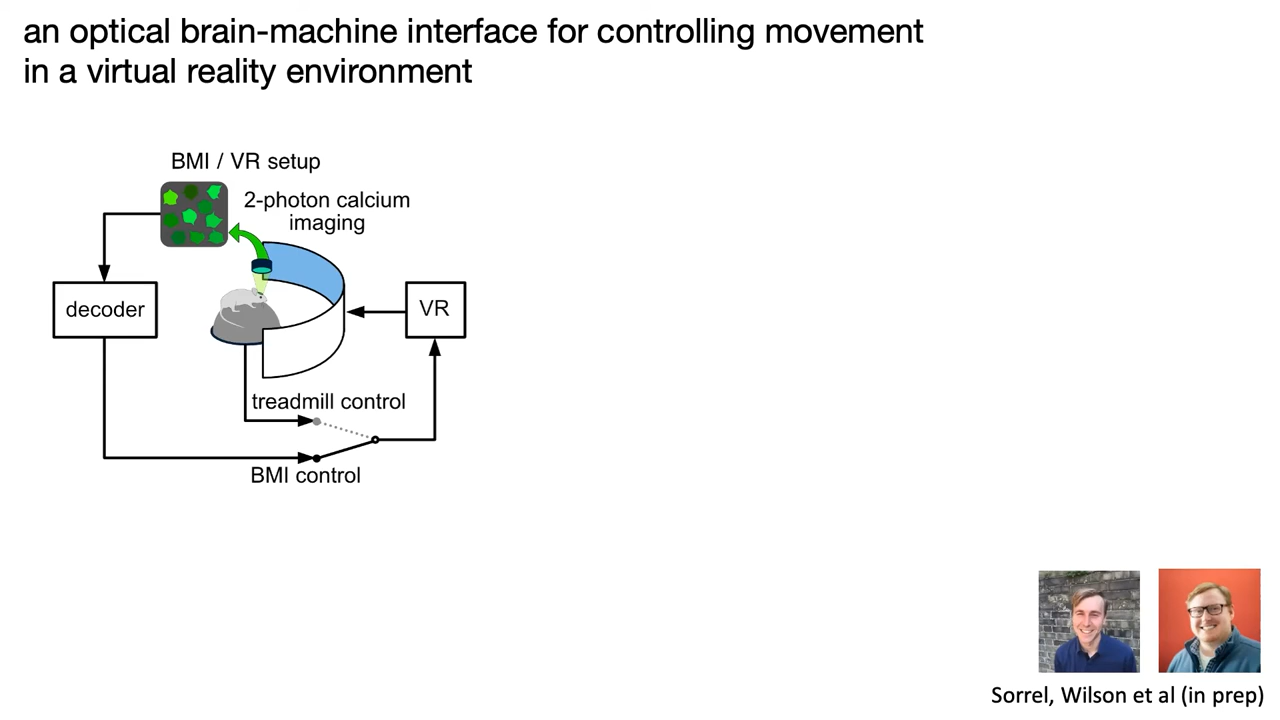 an optical brain-machine interface for controlling movement
in a virtual reality environment
BMI / VR setup
2-photon calcium
imaging
decoder
VR
treadmill control
BMI control
Sorrel, Wilson et al (in prep)